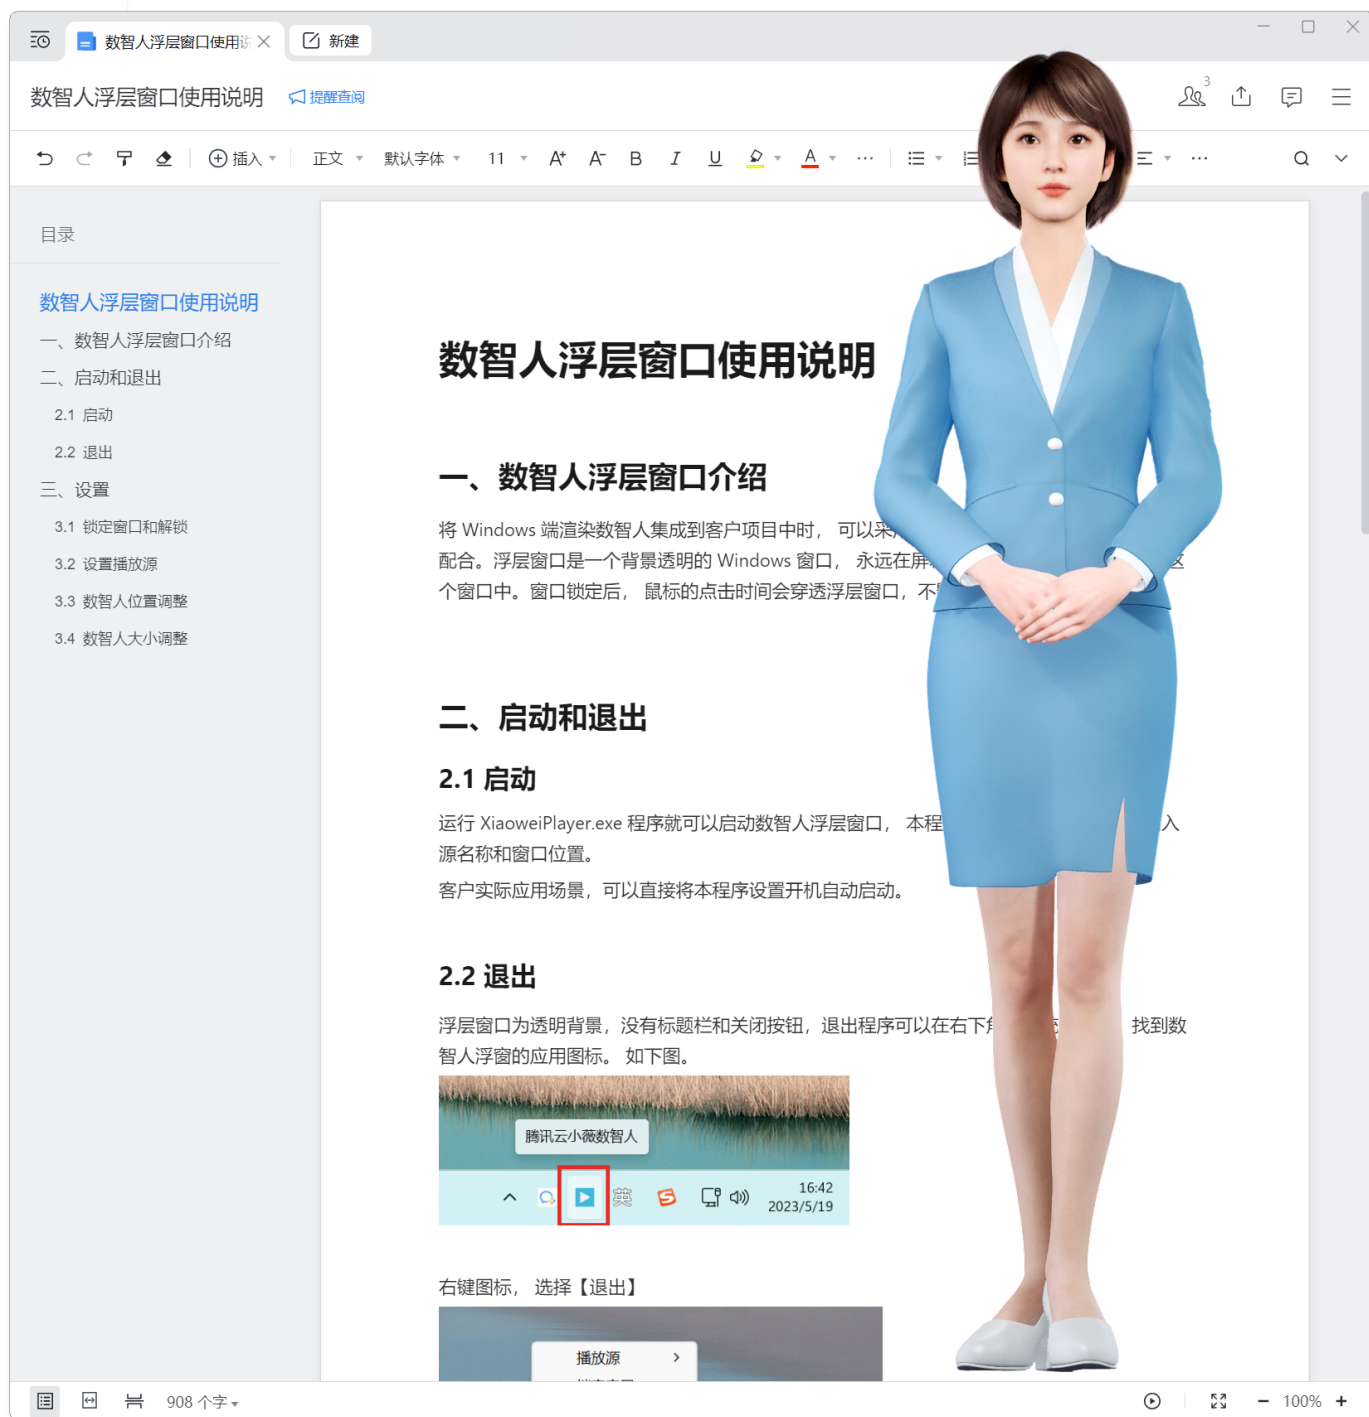 数智人浮层窗口使用说
新建
数智人浮层窗口使用说明
提醒查阅
3
插入
正文
默认字体
11
A+
A-
B
I
U
A
目录
数智人浮层窗口使用说明
一、数智人浮层窗口介绍
二、启动和退出
2.1 启动
2.2 退出
三、设置
3.1 锁定窗口和解锁
3.2 设置播放源
3.3 数智人位置调整
3.4 数智人大小调整
数智人浮层窗口使用说明
一、数智人浮层窗口介绍
将 Windows 端渲染数智人集成到客户项目中时， 可以采
配合。浮层窗口是一个背景透明的 Windows 窗口， 永远在屏 这
个窗口中。窗口锁定后， 鼠标的点击时间会穿透浮层窗口，不
二、启动和退出
2.1 启动
运行 XiaoweiPlayer.exe 程序就可以启动数智人浮层窗口， 本程 入
源名称和窗口位置。
客户实际应用场景，可以直接将本程序设置开机自动启动。
2.2 退出
浮层窗口为透明背景，没有标题栏和关闭按钮，退出程序可以在右下角 找到数
智人浮窗的应用图标。 如下图。
腾讯云小薇数智人
英
16:42
2023/5/19
右键图标， 选择【退出】
播放源
908 个字
100%